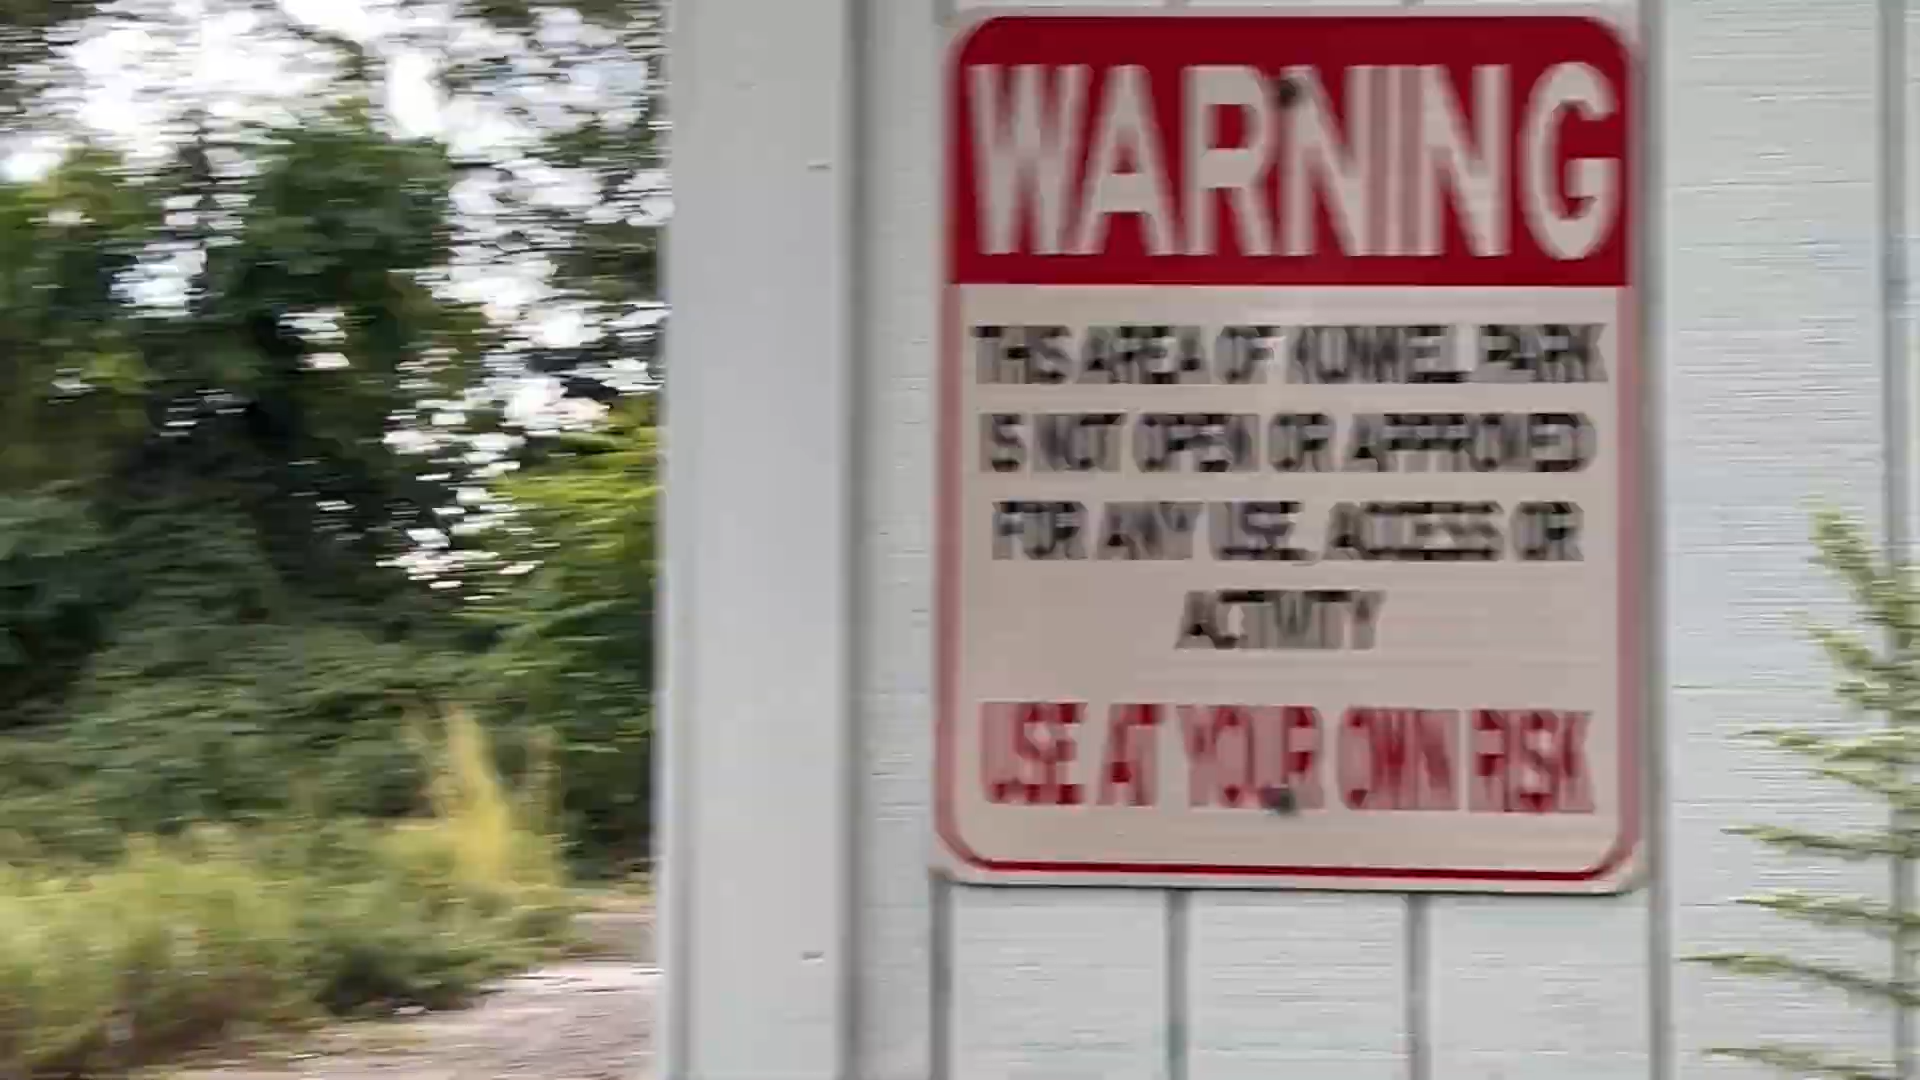 WARNING
THIS AREA OF PARK
IS NOT OPEN OR APPROVED
FOR ANY USE, ACCESS OR
ACTIVITY
USE AT YOUR OWN RISK